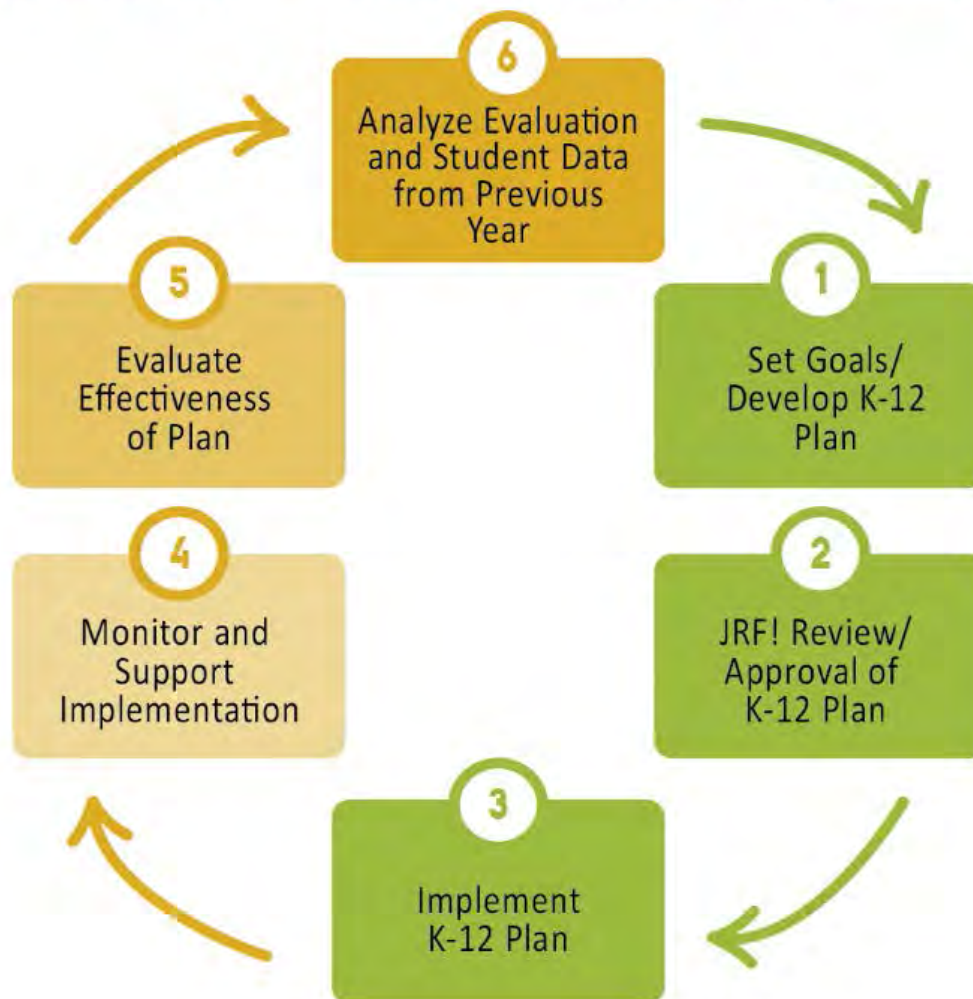 6
Analyze Evaluation
and Student Data
from Previous
Year
1
Set Goals/
Develop K-12
Plan
2
JRF! Review/
Approval of
K-12 Plan
3
Implement
K-12 Plan
4
Monitor and
Support
Implementation
5
Evaluate
Effectiveness
of Plan